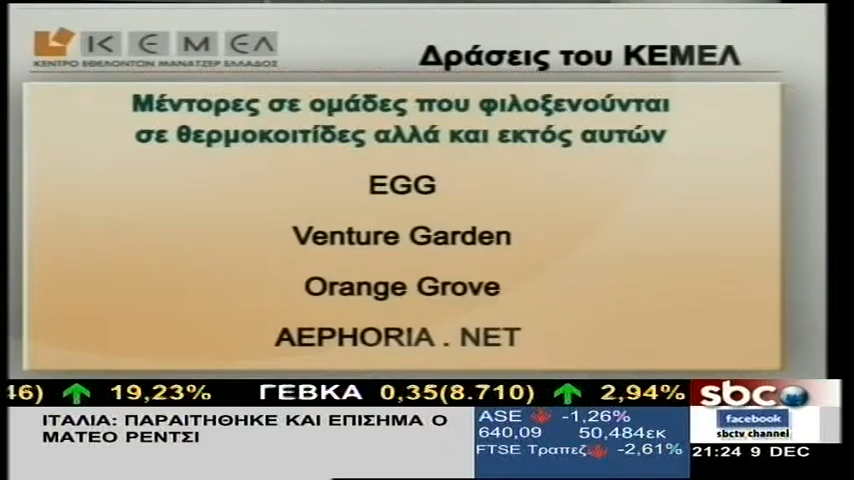 ΚΕΜΕΛ
ΚΕΝΤΡΟ ΕΘΕΛΟΝΤΩΝ ΜΑΝΑΤΖΕΡ ΕΛΛΑΔΟΣ
Δράσεις του ΚΕΜΕΛ
Μέντορες σε ομάδες που φιλοξενούνται
σε θερμοκοιτίδες αλλά και εκτός αυτών
EGG
Venture Garden
Orange Grove
AEPHORIA . NET
46) 19,23% ΓΕΒΚΑ 0,35(8.710) 2,94%
sbc
ΙΤΑΛΙΑ: ΠΑΡΑΙΤΗΘΗΚΕ ΚΑΙ ΕΠΙΣΗΜΑ Ο
ΜΑΤΕΟ ΡΕΝΤΣΙ
ASE -1,26%
640,09 50,484εκ
FTSE Τραπεζ -2,61%
facebook
sbctv channel
21:24 9 DEC